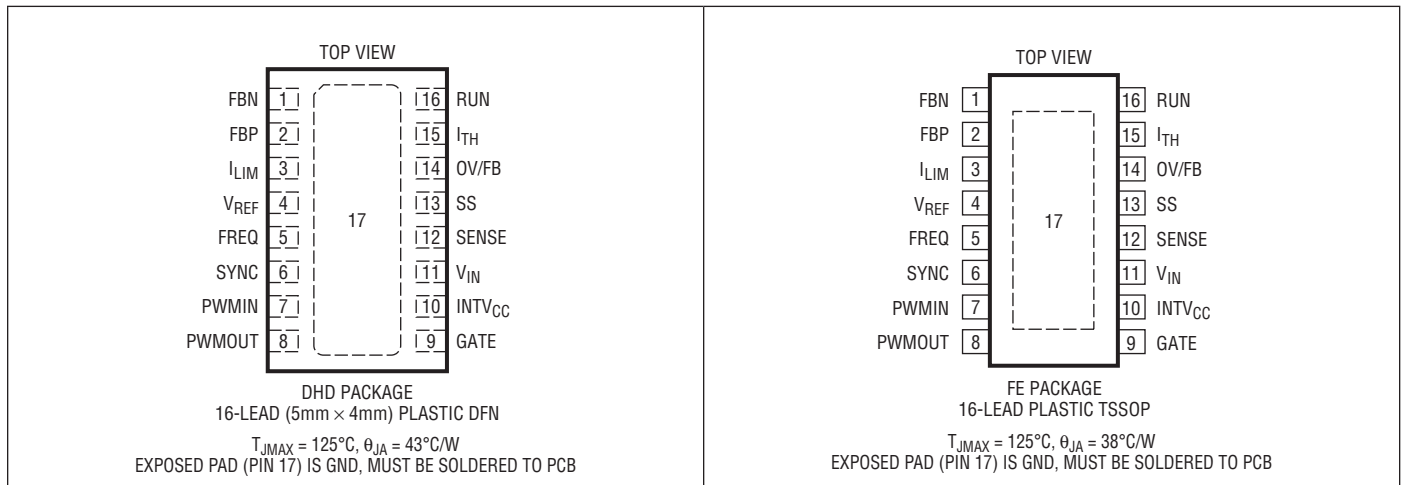 TOP VIEW
FBN 1 16 RUN
FBP 2 15 ITH
ILIM 3 14 OV/FB
VREF 4 13 SS
17
FREQ 5 12 SENSE
SYNC 6 11 VIN
PWMIN 7 10 INTVCC
PWMOUT 8 9 GATE
DHD PACKAGE
16-LEAD (5mm × 4mm) PLASTIC DFN
TJMAX = 125°C, θJA = 43°C/W
EXPOSED PAD (PIN 17) IS GND, MUST BE SOLDERED TO PCB
TOP VIEW
FBN 1 16 RUN
FBP 2 15 ITH
ILIM 3 14 OV/FB
VREF 4 13 SS
17
FREQ 5 12 SENSE
SYNC 6 11 VIN
PWMIN 7 10 INTVCC
PWMOUT 8 9 GATE
FE PACKAGE
16-LEAD PLASTIC TSSOP
TJMAX = 125°C, θJA = 38°C/W
EXPOSED PAD (PIN 17) IS GND, MUST BE SOLDERED TO PCB